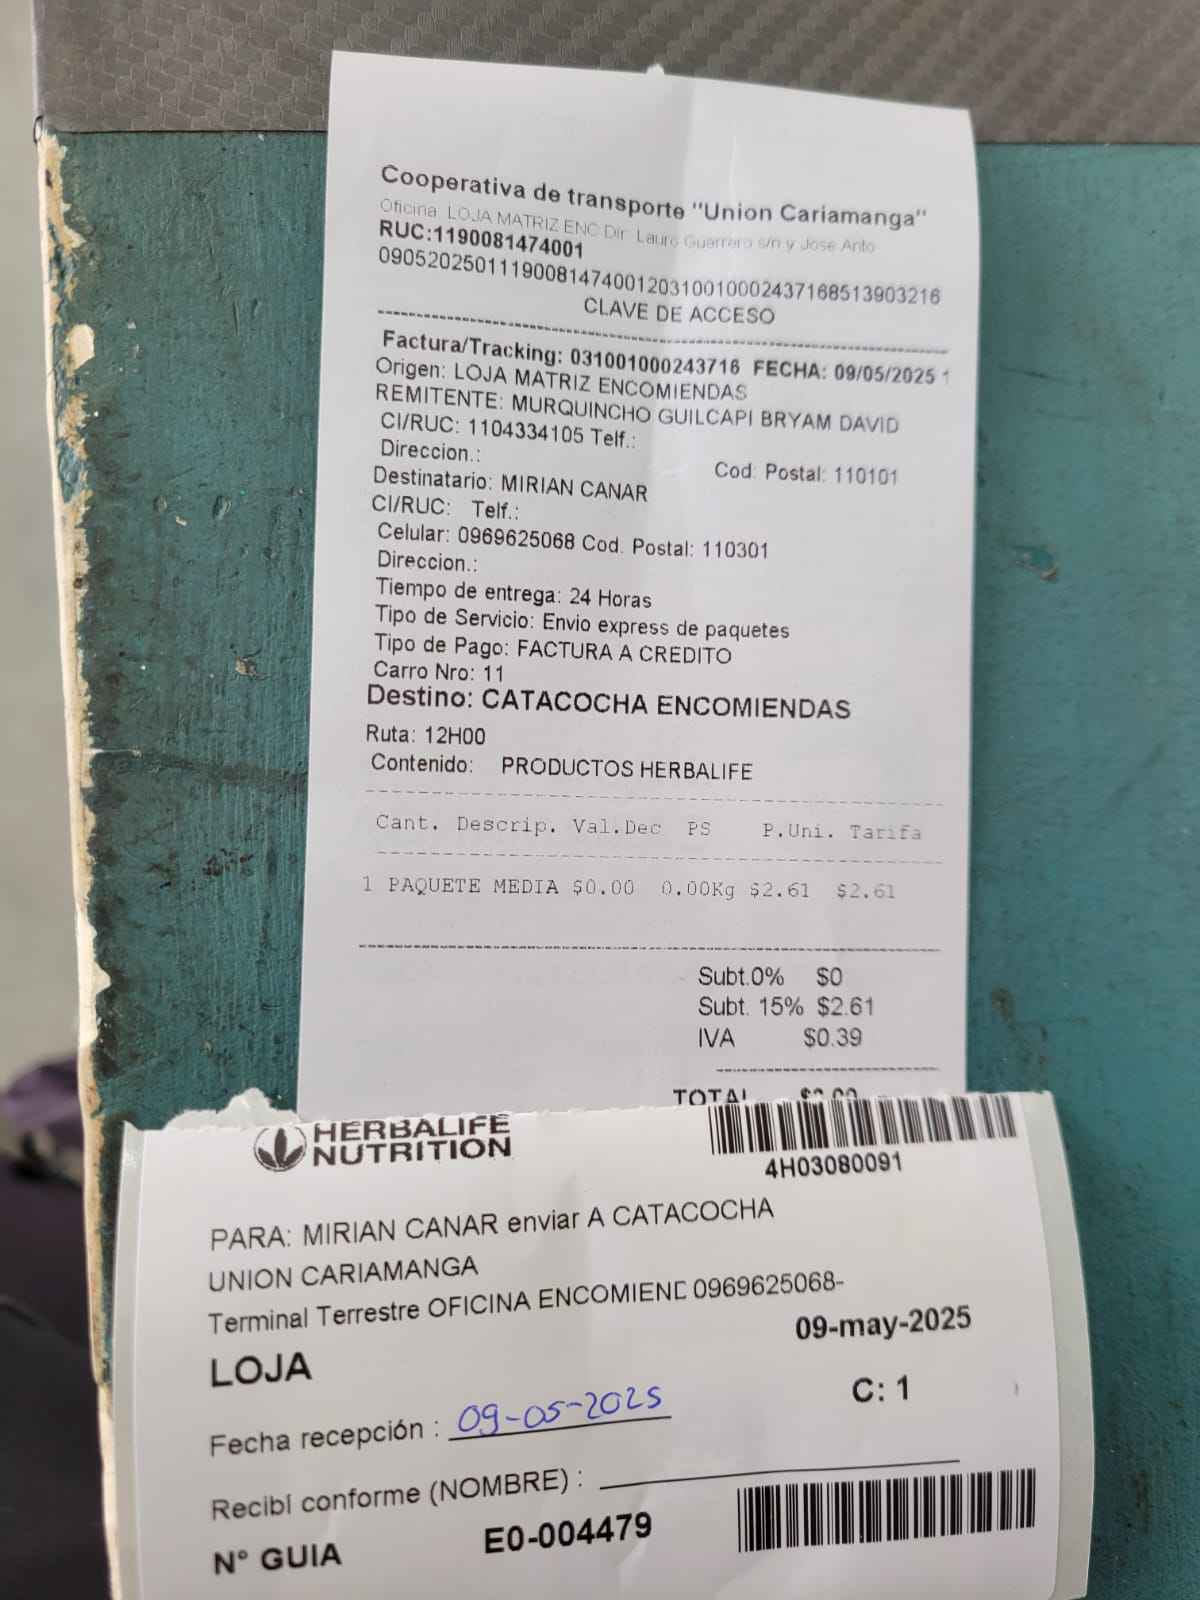 Cooperativa de transporte "Union Cariamanga"
Oficina: LOJA MATRIZ ENC Dir: Lauro Guerrero s/n y Jose Anto
RUC:1190081474001
0905202501119008147400120310010002437168513903216
CLAVE DE ACCESO
Factura/Tracking: 031001000243716 FECHA: 09/05/2025 1
Origen: LOJA MATRIZ ENCOMIENDAS
REMITENTE: MURQUINCHO GUILCAPI BRYAM DAVID
CI/RUC: 1104334105 Telf.:
Direccion.: Cod. Postal: 110101
Destinatario: MIRIAN CANAR
CI/RUC: Telf.:
Celular: 0969625068 Cod. Postal: 110301
Direccion.:
Tiempo de entrega: 24 Horas
Tipo de Servicio: Envio express de paquetes
Tipo de Pago: FACTURA A CREDITO
Carro Nro: 11
Destino: CATACOCHA ENCOMIENDAS
Ruta: 12H00
Contenido: PRODUCTOS HERBALIFE
Cant. Descrip. Val.Dec PS P.Uni. Tarifa
1 PAQUETE MEDIA $0.00 0.00Kg $2.61 $2.61
Subt.0% $0
Subt. 15% $2.61
IVA $0.39
TOTAL
HERBALIFE
NUTRITION
4H03080091
PARA: MIRIAN CANAR enviar A CATACOCHA
UNION CARIAMANGA
Terminal Terrestre OFICINA ENCOMIEND 0969625068-
09-may-2025
LOJA
C: 1
Fecha recepción : 09-05-2025
Recibí conforme (NOMBRE) :
N° GUIA E0-004479